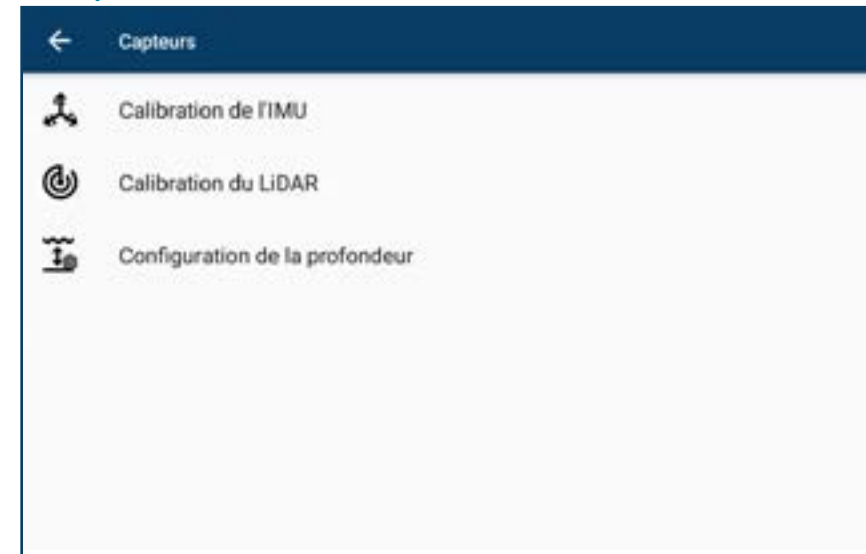 Capteurs
Calibration de l'IMU
Calibration du LiDAR
Configuration de la profondeur